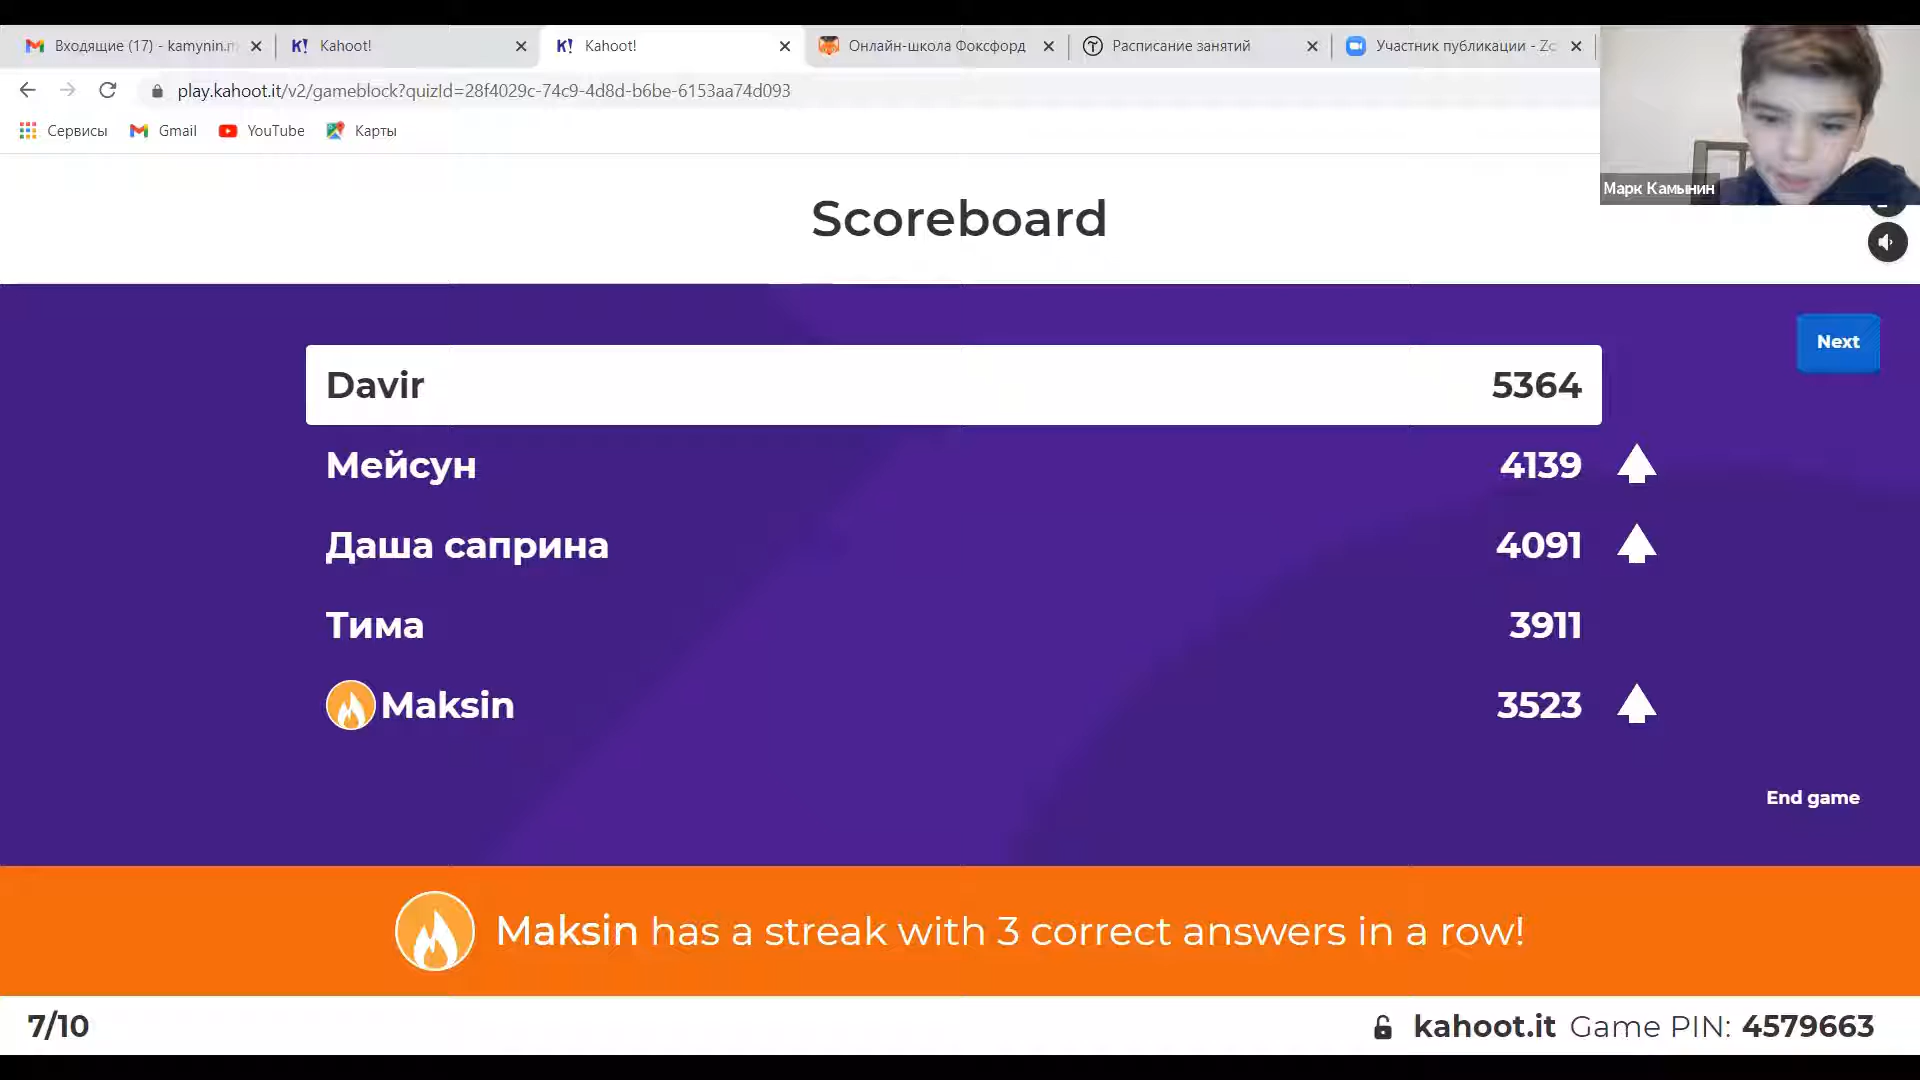 Входящие (17) - kamynin.m
Kahoot!
Kahoot!
Онлайн-школа Фоксфорд
Расписание занятий
Участник публикации - Zo
play.kahoot.it/v2/gameblock?quizId=28f4029c-74c9-4d8d-b6be-6153aa74d093
Сервисы
Gmail
YouTube
Карты
Марк Камынин
Scoreboard
Next
Davir 5364
Мейсун 4139
Даша саприна 4091
Тима 3911
Maksin 3523
End game
Maksin has a streak with 3 correct answers in a row!
7/10
kahoot.it Game PIN: 4579663